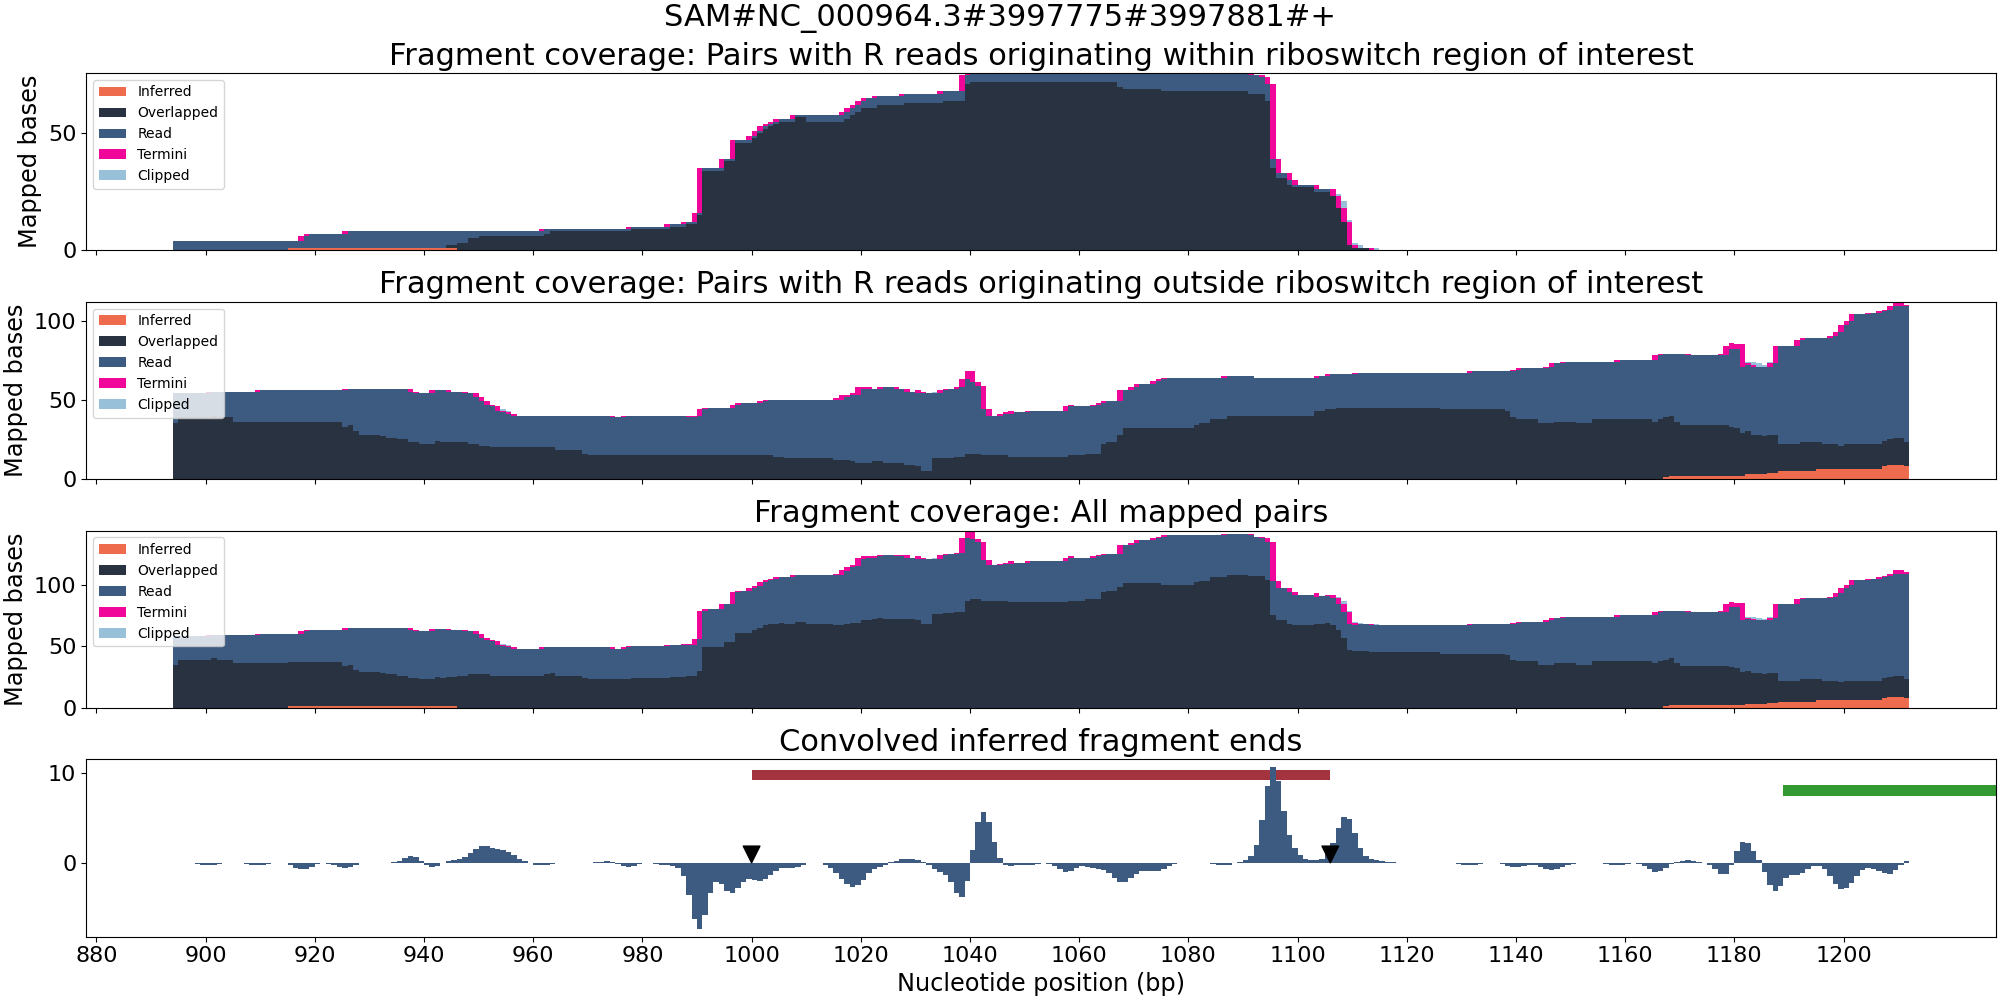 SAM#NC_000964.3#3997775#3997881#+
Fragment coverage: Pairs with R reads originating within riboswitch region of interest
Mapped bases
50
0
Inferred
Overlapped
Read
Termini
Clipped
Fragment coverage: Pairs with R reads originating outside riboswitch region of interest
Mapped bases
100
50
0
Inferred
Overlapped
Read
Termini
Clipped
Fragment coverage: All mapped pairs
Mapped bases
100
50
0
Inferred
Overlapped
Read
Termini
Clipped
Convolved inferred fragment ends
10
0
880 900 920 940 960 980 1000 1020 1040 1060 1080 1100 1120 1140 1160 1180 1200
Nucleotide position (bp)